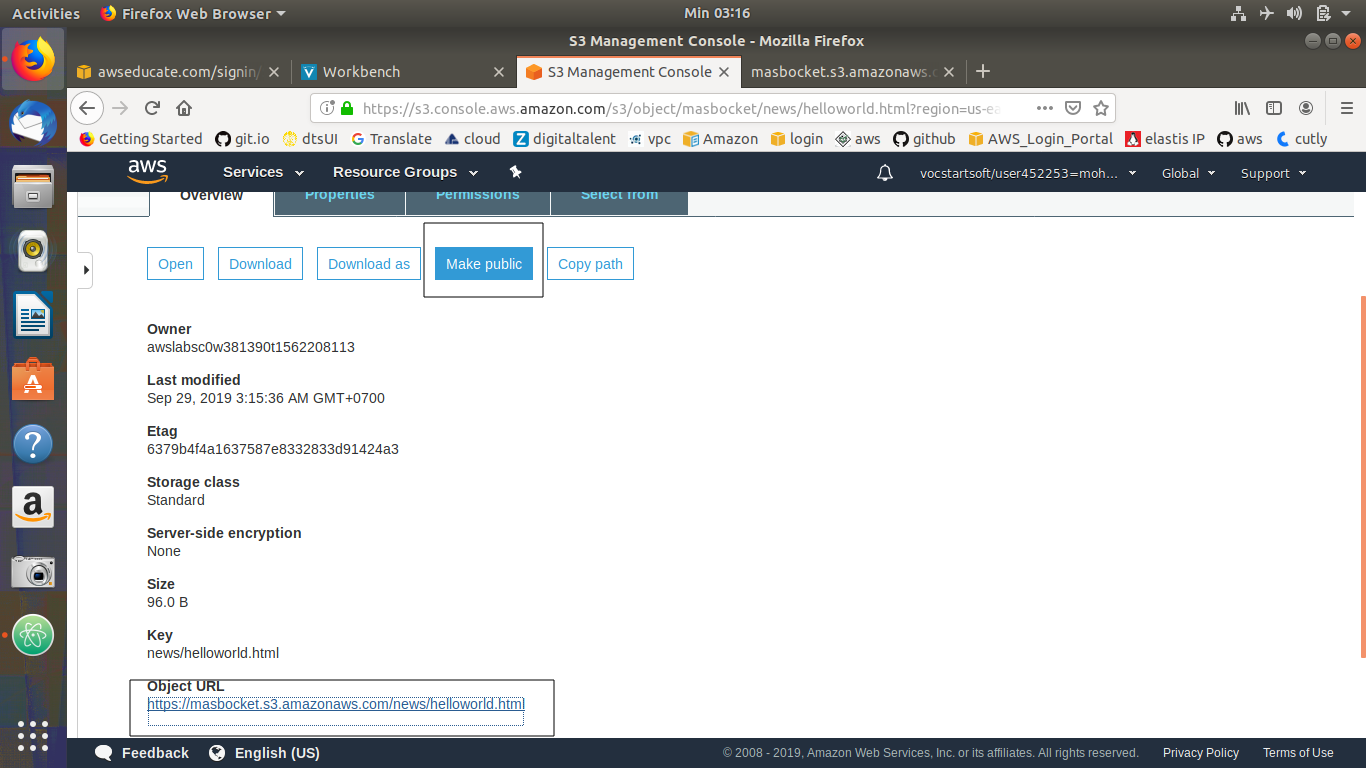 Activities Firefox Web Browser Min 03:16
S3 Management Console - Mozilla Firefox
awseducate.com/signin/ Workbench S3 Management Console masbocket.s3.amazonaws.c
https://s3.console.aws.amazon.com/s3/object/masbocket/news/helloworld.html?region=us-ea
Getting Started git.io dtsUI Translate cloud digitaltalent vpc Amazon login aws github AWS_Login_Portal elastis IP aws cutly
aws Services Resource Groups vocstartsoft/user452253=moh... Global Support
Overview Properties Permissions Select from
Open Download Download as Make public Copy path
Owner
awslabsc0w381390t1562208113
Last modified
Sep 29, 2019 3:15:36 AM GMT+0700
Etag
6379b4f4a1637587e8332833d91424a3
Storage class
Standard
Server-side encryption
None
Size
96.0 B
Key
news/helloworld.html
Object URL
https://masbocket.s3.amazonaws.com/news/helloworld.html
Feedback English (US) © 2008 - 2019, Amazon Web Services, Inc. or its affiliates. All rights reserved. Privacy Policy Terms of Use